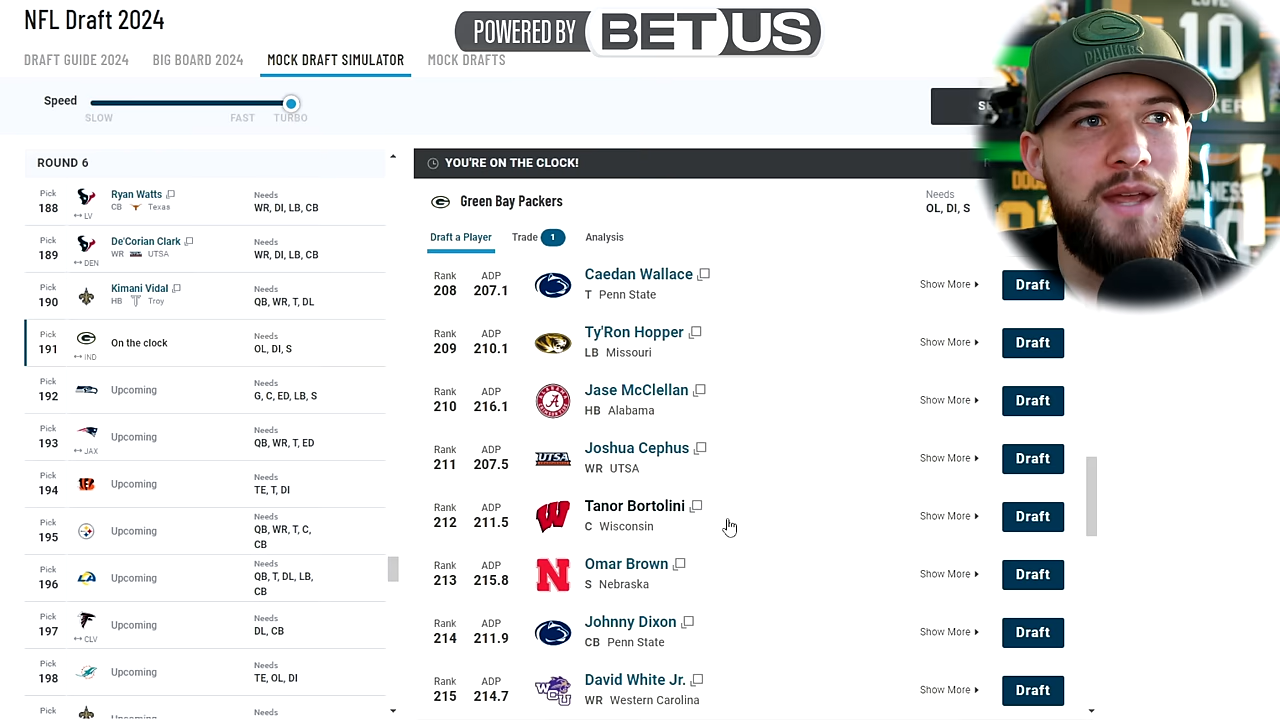 NFL Draft 2024
POWERED BY BETUS
DRAFT GUIDE 2024
BIG BOARD 2024
MOCK DRAFT SIMULATOR
MOCK DRAFTS
Speed
SLOW
FAST
TURBO
ROUND 6
Pick 188
LV
Ryan Watts
CB Texas
Needs
WR, DI, LB, CB
Pick 189
DEN
De'Corian Clark
WR UTSA
Needs
WR, DI, LB, CB
Pick 190
Kimani Vidal
HB Troy
Needs
QB, WR, T, DL
Pick 191
IND
On the clock
Needs
OL, DI, S
Pick 192
Upcoming
Needs
G, C, ED, LB, S
Pick 193
JAX
Upcoming
Needs
QB, WR, T, ED
Pick 194
Upcoming
Needs
TE, T, DI
Pick 195
Upcoming
Needs
QB, WR, T, C,
CB
Pick 196
Upcoming
Needs
QB, T, DL, LB,
CB
Pick 197
CLV
Upcoming
Needs
DL, CB
Pick 198
Upcoming
Needs
TE, OL, DI
Pick
Upcoming
Needs
YOU'RE ON THE CLOCK!
Green Bay Packers
Needs
OL, DI, S
Draft a Player
Trade 1
Analysis
Rank 208
ADP 207.1
Caedan Wallace
T Penn State
Show More
Draft
Rank 209
ADP 210.1
Ty'Ron Hopper
LB Missouri
Show More
Draft
Rank 210
ADP 216.1
Jase McClellan
HB Alabama
Show More
Draft
Rank 211
ADP 207.5
UTSA
Joshua Cephus
WR UTSA
Show More
Draft
Rank 212
ADP 211.5
Tanor Bortolini
C Wisconsin
Show More
Draft
Rank 213
ADP 215.8
Omar Brown
S Nebraska
Show More
Draft
Rank 214
ADP 211.9
Johnny Dixon
CB Penn State
Show More
Draft
Rank 215
ADP 214.7
David White Jr.
WR Western Carolina
Show More
Draft
PACKERS
10